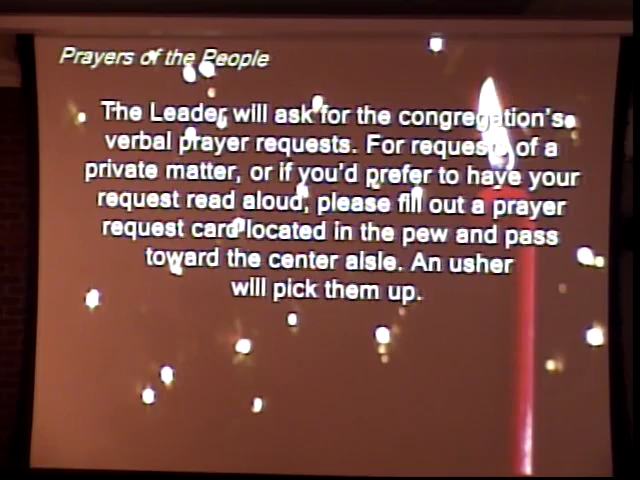 Prayers of the People
The Leader will ask for the congregation's
verbal prayer requests. For requests of a
private matter, or if you'd prefer to have your
request read aloud, please fill out a prayer
request card located in the pew and pass
toward the center aisle. An usher
will pick them up.